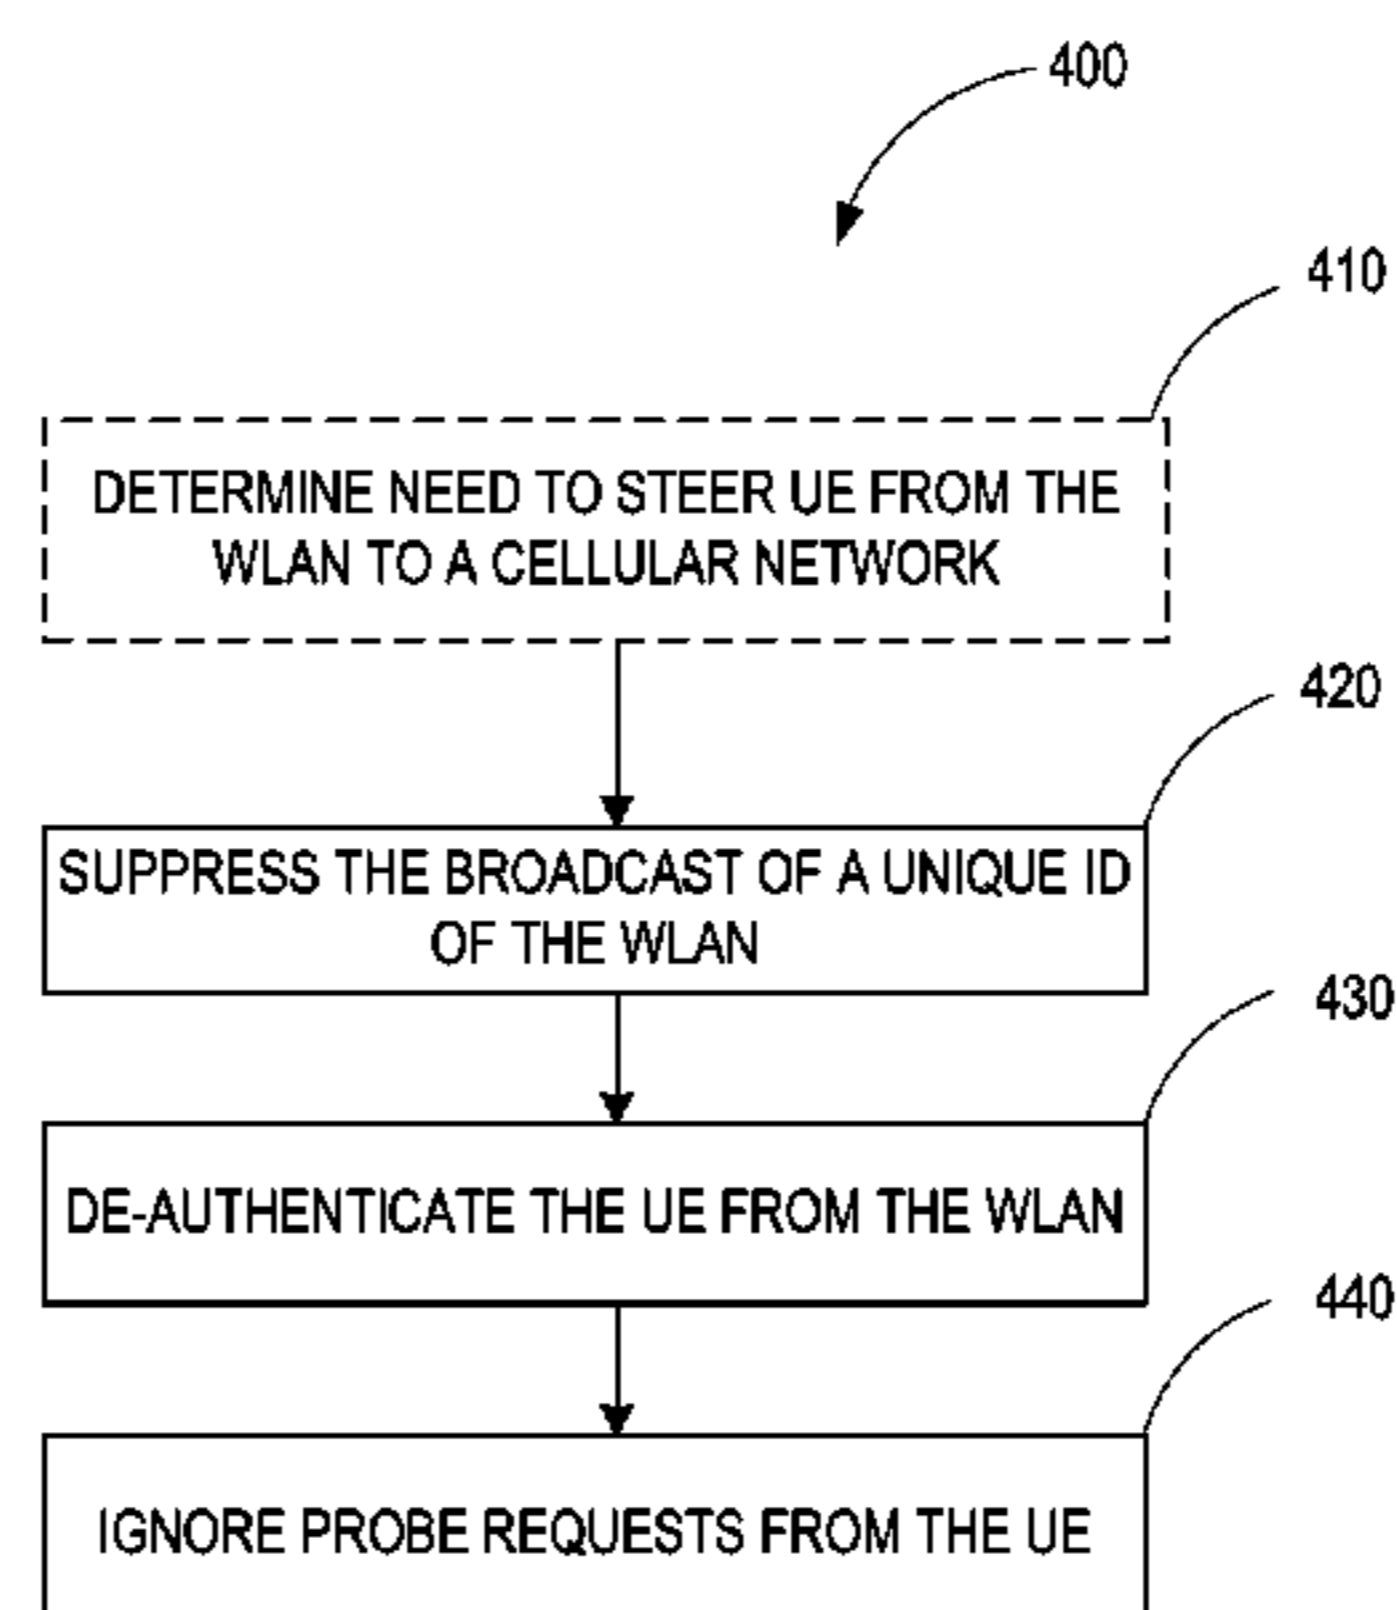 400
410
DETERMINE NEED TO STEER UE FROM THE
WLAN TO A CELLULAR NETWORK
420
SUPPRESS THE BROADCAST OF A UNIQUE ID
OF THE WLAN
430
DE-AUTHENTICATE THE UE FROM THE WLAN
440
IGNORE PROBE REQUESTS FROM THE UE